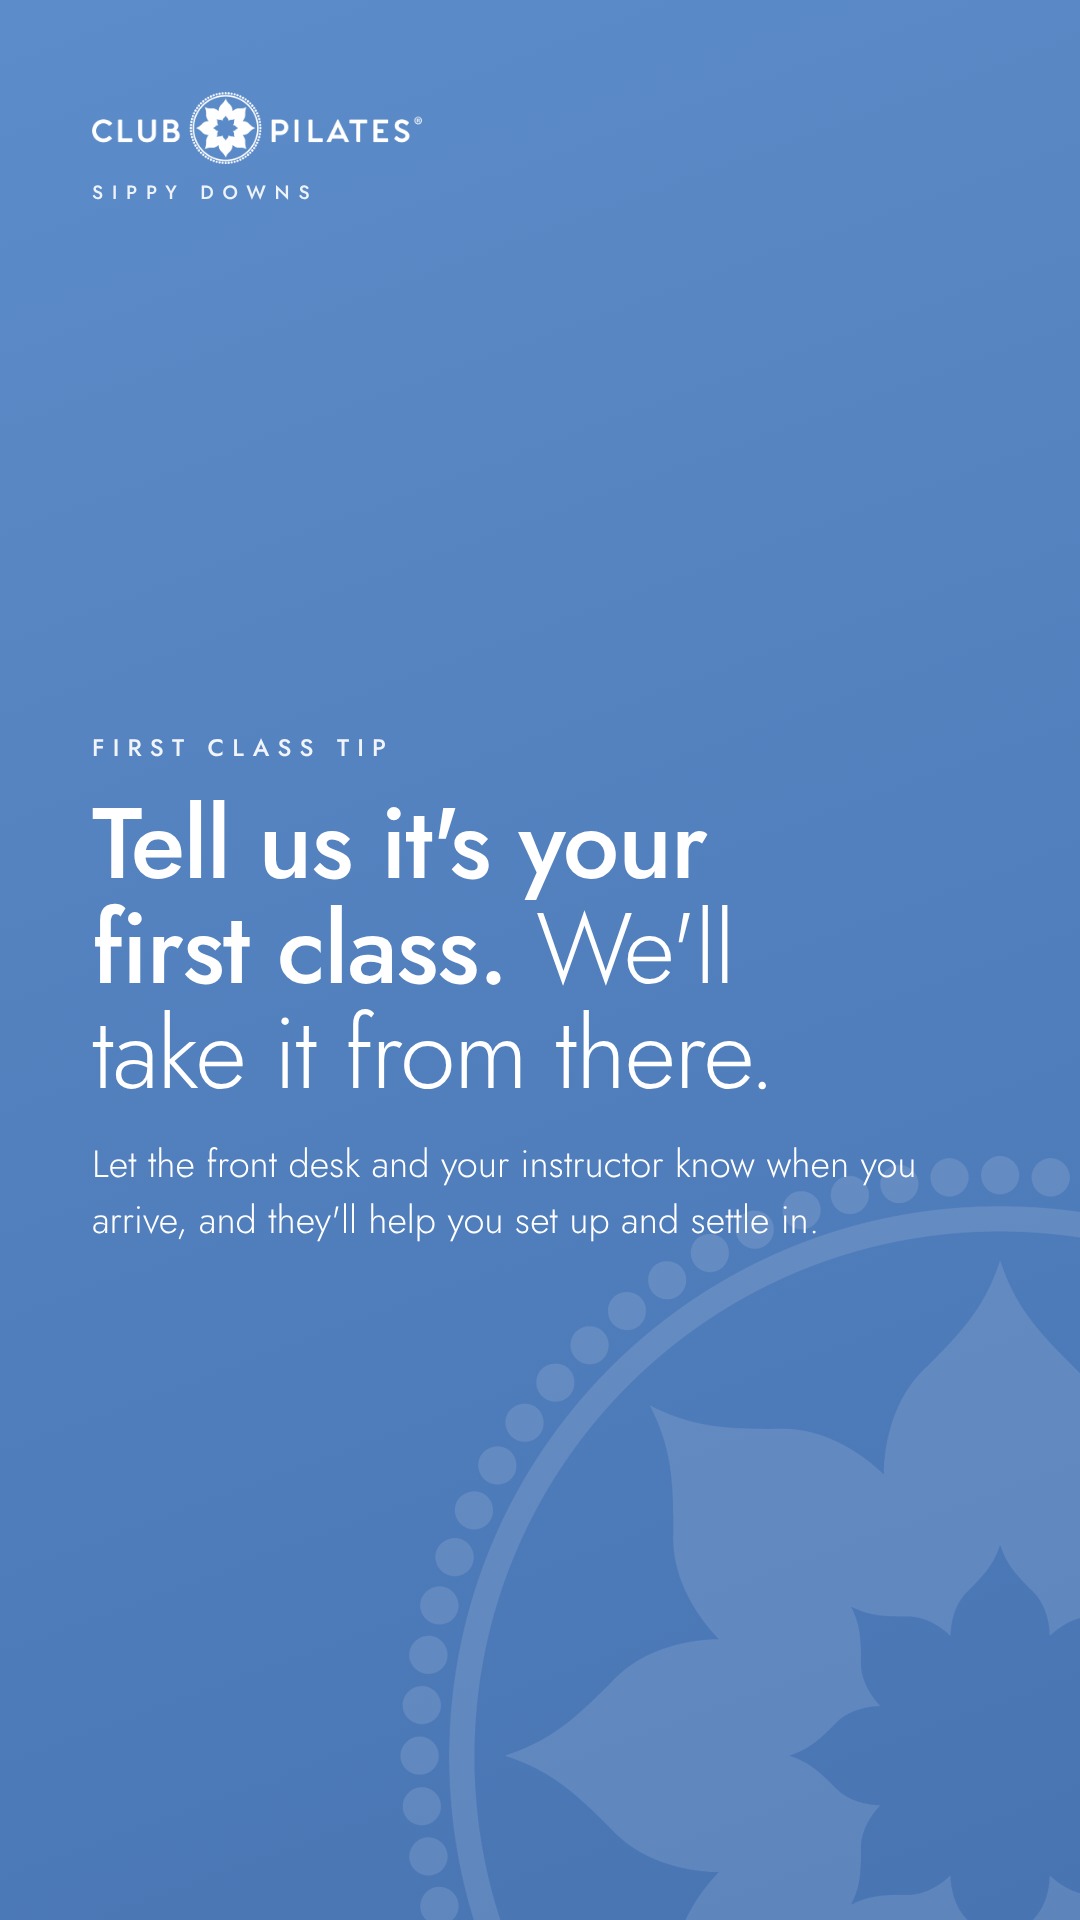 CLUB PILATES®
SIPPY DOWNS
FIRST CLASS TIP
Tell us it's your
first class. We'll
take it from there.
Let the front desk and your instructor know when you
arrive, and they'll help you set up and settle in.